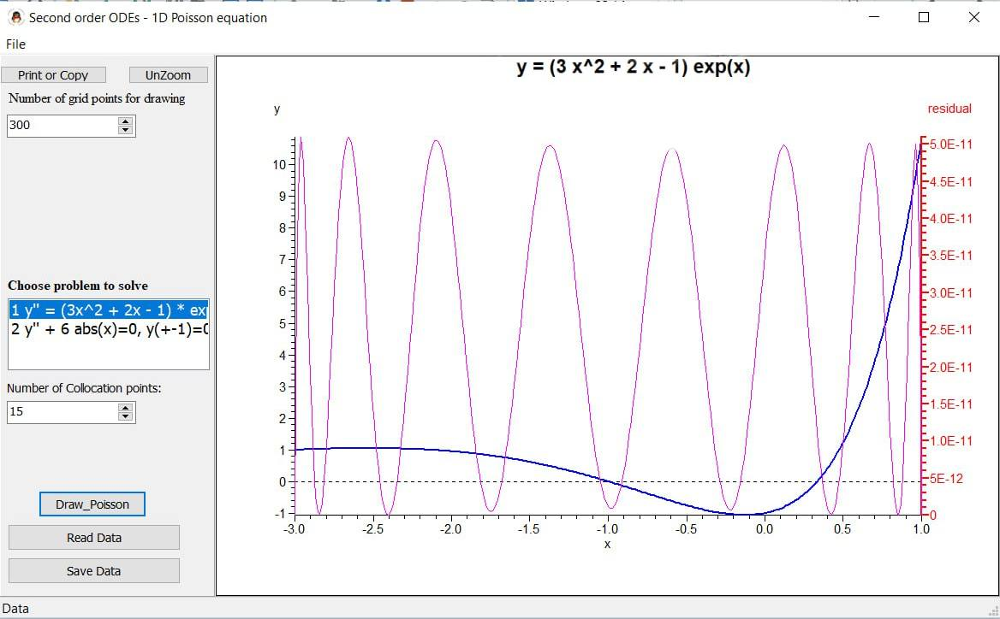 Second order ODEs - 1D Poisson equation
File
Print or Copy UnZoom
Number of grid points for drawing
300
Choose problem to solve
1 y" = (3x^2 + 2x - 1) * ex
2 y" + 6 abs(x)=0, y(+-1)=0
Number of Collocation points:
15
Draw_Poisson
Read Data
Save Data
Data
y = (3 x^2 + 2 x - 1) exp(x)
y
residual
10
9
8
7
6
5
4
3
2
1
0
-1
5.0E-11
4.5E-11
4.0E-11
3.5E-11
3.0E-11
2.5E-11
2.0E-11
1.5E-11
1.0E-11
5E-12
0
-3.0 -2.5 -2.0 -1.5 -1.0 -0.5 0.0 0.5 1.0
x